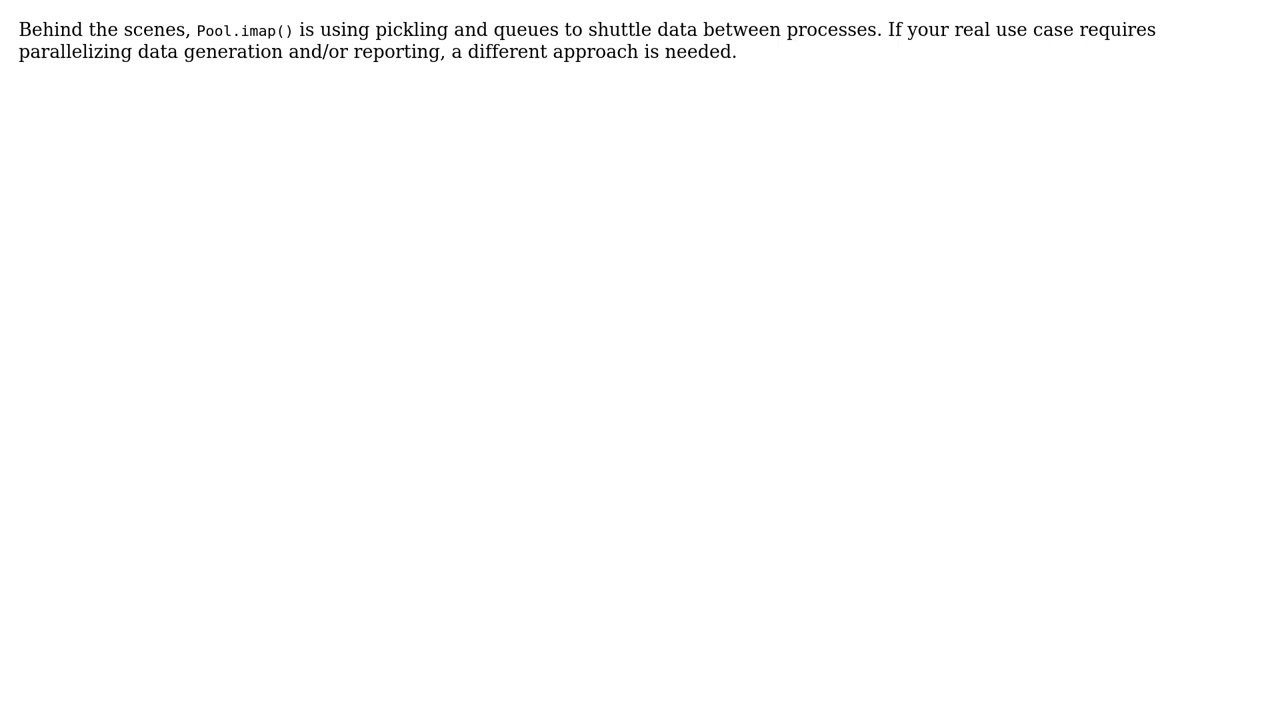 Behind the scenes, Pool.imap() is using pickling and queues to shuttle data between processes. If your real use case requires
parallelizing data generation and/or reporting, a different approach is needed.